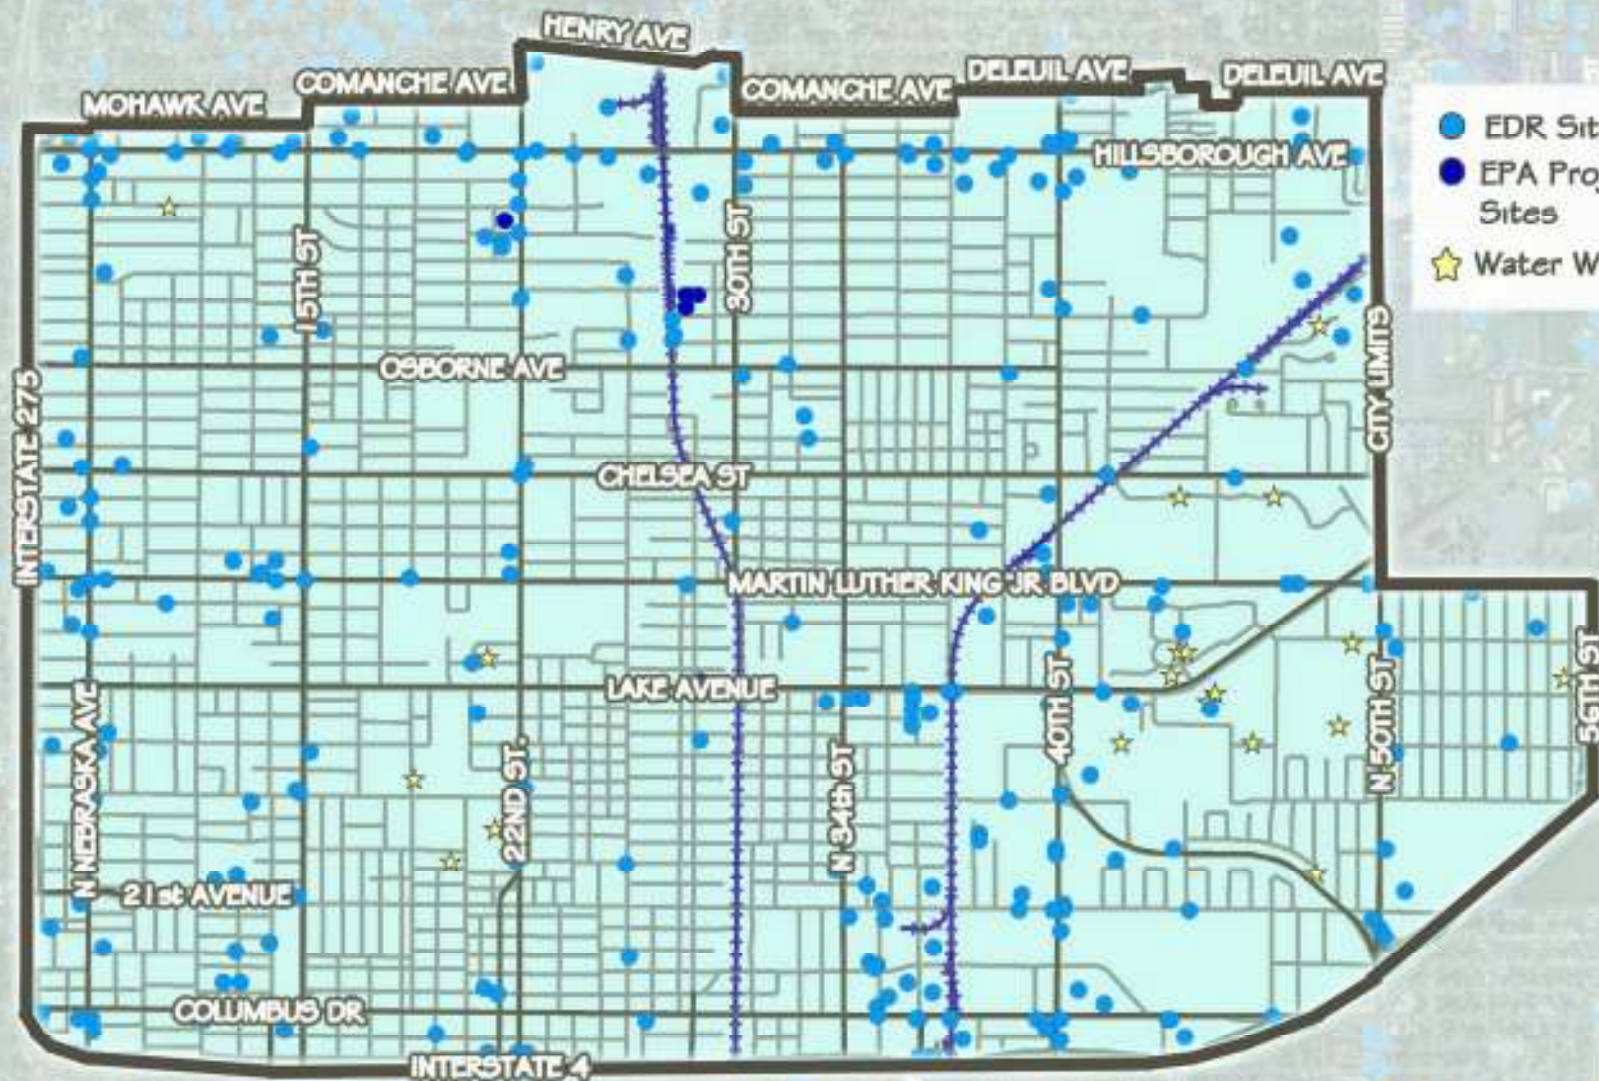 HENRY AVE
MOHAWK AVE
COMANCHE AVE
COMANCHE AVE
DELEUIL AVE
DELEUIL AVE
HILLSBOROUGH AVE
EDR Sit
EPA Proj
Sites
Water W
15TH ST
30TH ST
OSBORNE AVE
CITY LIMITS
INTERSTATE 275
CHELSEA ST
MARTIN LUTHER KING JR BLVD
LAKE AVENUE
N NEBRASKA AVE
22ND ST.
N 34th ST
40TH ST
N 50TH ST
56TH ST
21st AVENUE
COLUMBUS DR
INTERSTATE 4